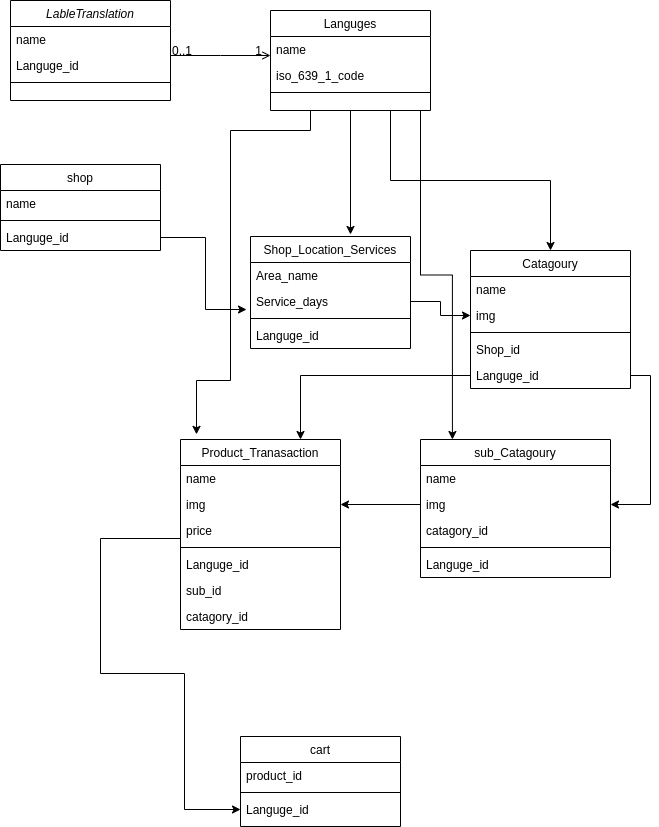 LableTranslation
name
Languge_id
0..1
1
Languges
name
iso_639_1_code
shop
name
Languge_id
Shop_Location_Services
Area_name
Service_days
Languge_id
Catagoury
name
img
Shop_id
Languge_id
Product_Tranasaction
name
img
price
Languge_id
sub_id
catagory_id
sub_Catagoury
name
img
catagory_id
Languge_id
cart
product_id
Languge_id